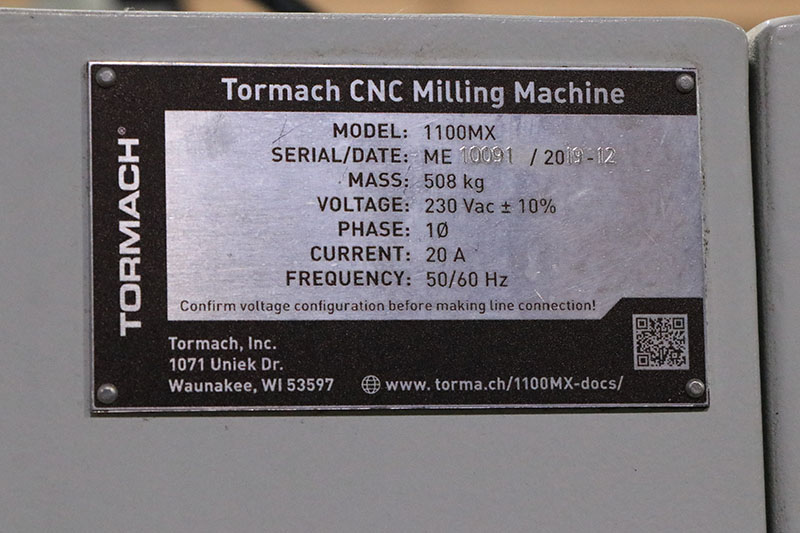 Tormach CNC Milling Machine
TORMACH®
MODEL: 1100MX
SERIAL/DATE: ME 10091 / 2019-12
MASS: 508 kg
VOLTAGE: 230 Vac ± 10%
PHASE: 1Ø
CURRENT: 20 A
FREQUENCY: 50/60 Hz
Confirm voltage configuration before making line connection!
Tormach, Inc.
1071 Uniek Dr.
Waunakee, WI 53597
www. torma.ch/1100MX-docs/